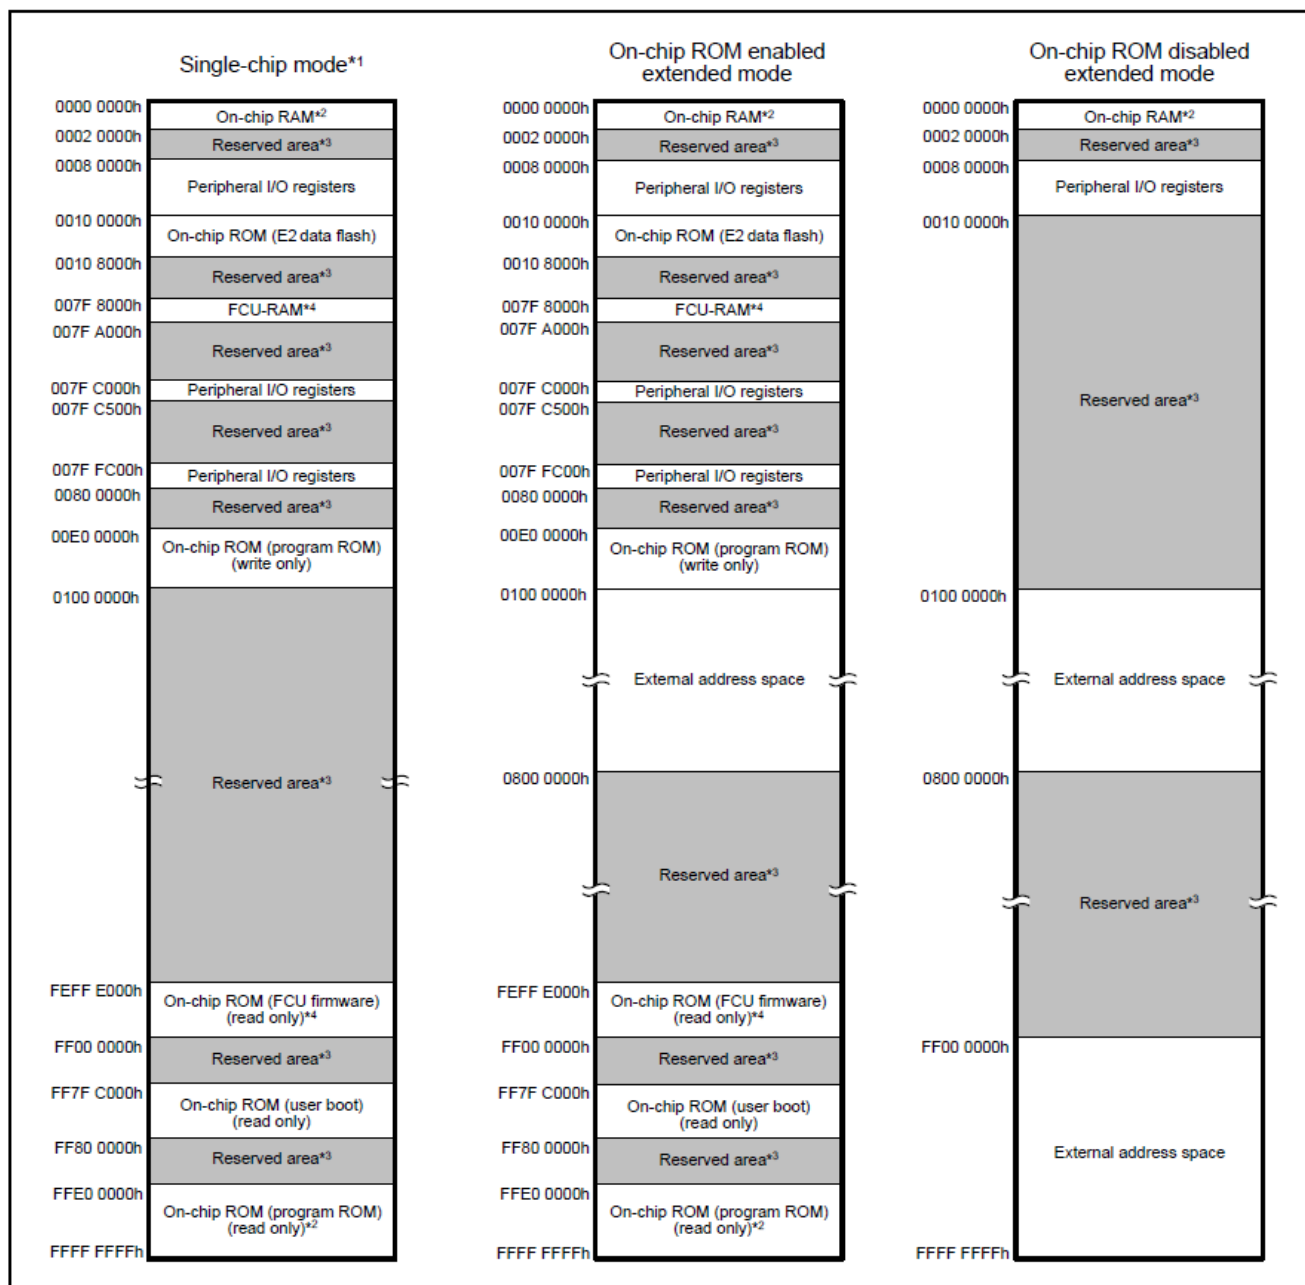 Single-chip mode*1
0000 0000h
On-chip RAM*2
0002 0000h
Reserved area*3
0008 0000h
Peripheral I/O registers
0010 0000h
On-chip ROM (E2 data flash)
0010 8000h
Reserved area*3
007F 8000h
FCU-RAM*4
007F A000h
Reserved area*3
007F C000h
Peripheral I/O registers
007F C500h
Reserved area*3
007F FC00h
Peripheral I/O registers
0080 0000h
Reserved area*3
00E0 0000h
On-chip ROM (program ROM)
(write only)
0100 0000h
Reserved area*3
FEFF E000h
On-chip ROM (FCU firmware)
(read only)*4
FF00 0000h
Reserved area*3
FF7F C000h
On-chip ROM (user boot)
(read only)
FF80 0000h
Reserved area*3
FFE0 0000h
On-chip ROM (program ROM)
(read only)*2
FFFF FFFFh
On-chip ROM enabled
extended mode
0000 0000h
On-chip RAM*2
0002 0000h
Reserved area*3
0008 0000h
Peripheral I/O registers
0010 0000h
On-chip ROM (E2 data flash)
0010 8000h
Reserved area*3
007F 8000h
FCU-RAM*4
007F A000h
Reserved area*3
007F C000h
Peripheral I/O registers
007F C500h
Reserved area*3
007F FC00h
Peripheral I/O registers
0080 0000h
Reserved area*3
00E0 0000h
On-chip ROM (program ROM)
(write only)
0100 0000h
External address space
0800 0000h
Reserved area*3
FEFF E000h
On-chip ROM (FCU firmware)
(read only)*4
FF00 0000h
Reserved area*3
FF7F C000h
On-chip ROM (user boot)
(read only)
FF80 0000h
Reserved area*3
FFE0 0000h
On-chip ROM (program ROM)
(read only)*2
FFFF FFFFh
On-chip ROM disabled
extended mode
0000 0000h
On-chip RAM*2
0002 0000h
Reserved area*3
0008 0000h
Peripheral I/O registers
0010 0000h
Reserved area*3
0100 0000h
External address space
0800 0000h
Reserved area*3
FF00 0000h
External address space
FFFF FFFFh